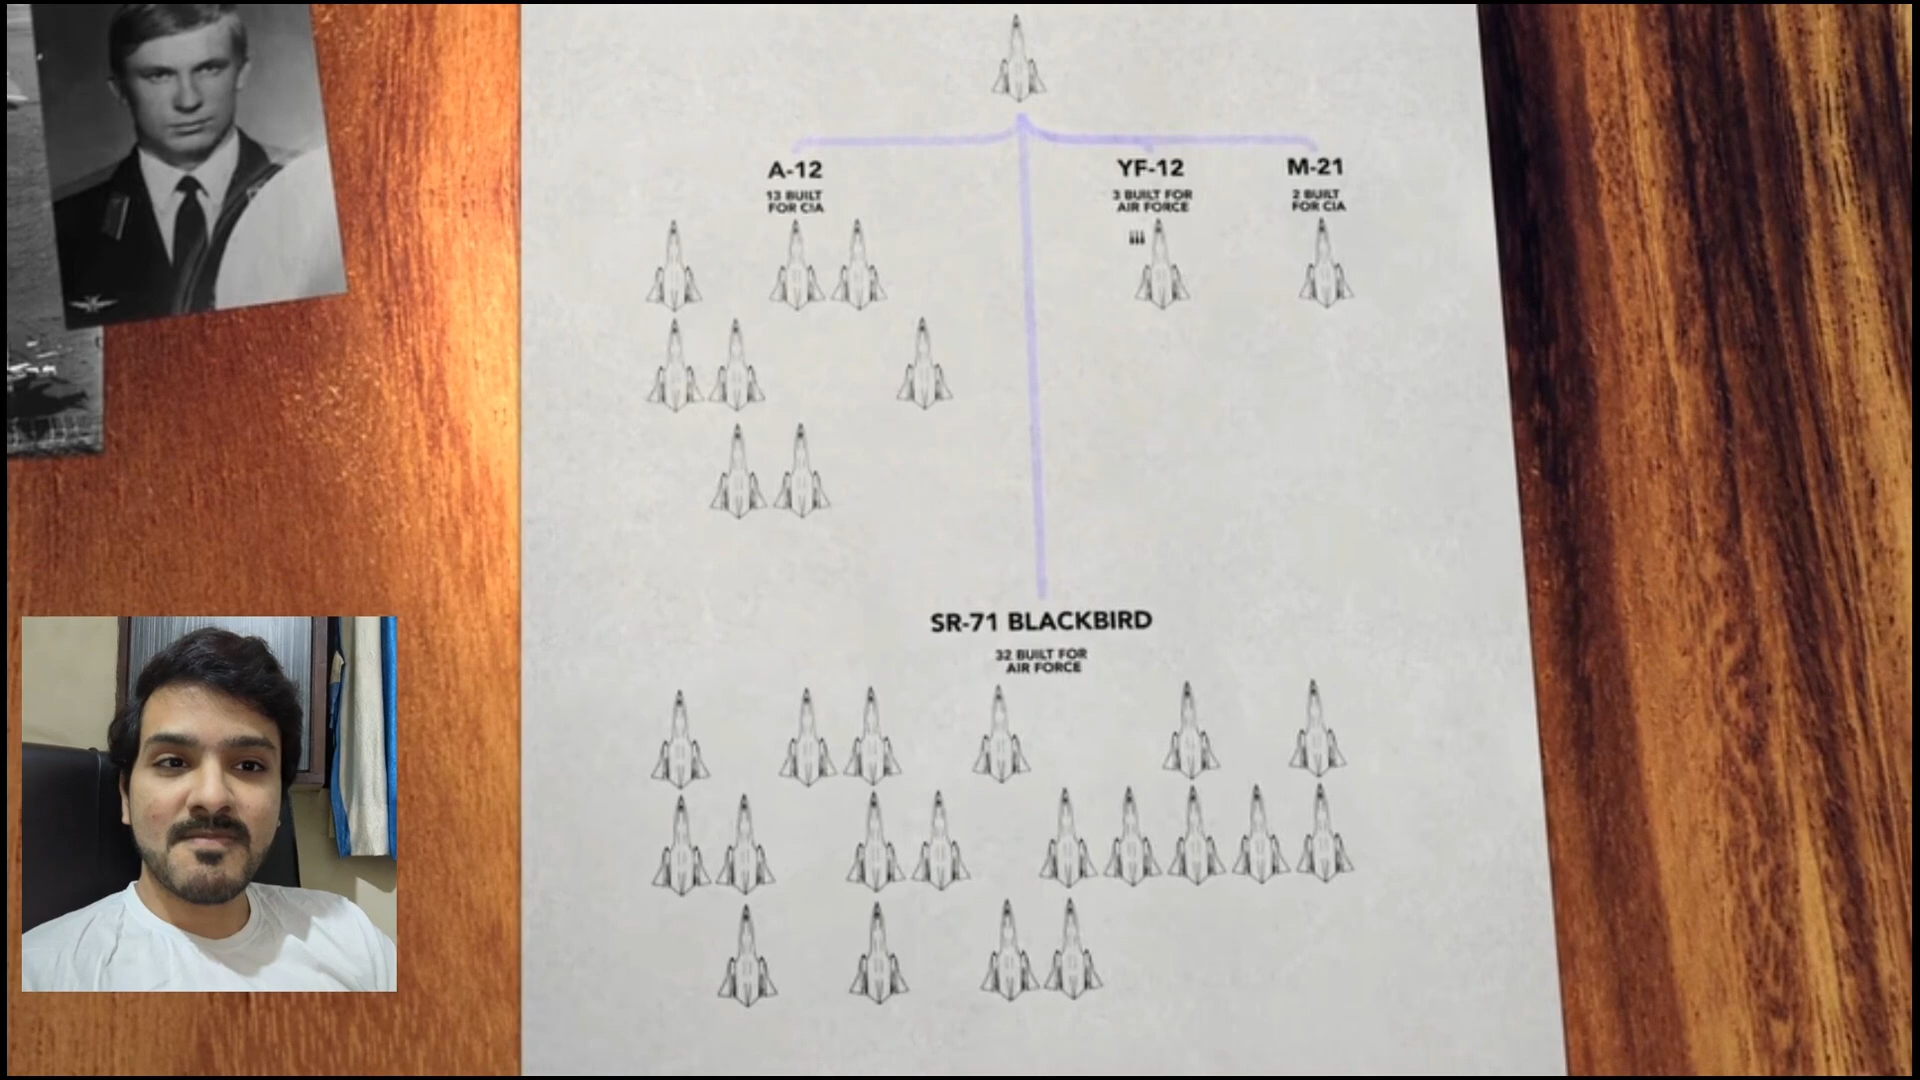 A-12
13 BUILT
FOR CIA
YF-12
3 BUILT FOR
AIR FORCE
M-21
2 BUILT
FOR CIA
SR-71 BLACKBIRD
32 BUILT FOR
AIR FORCE